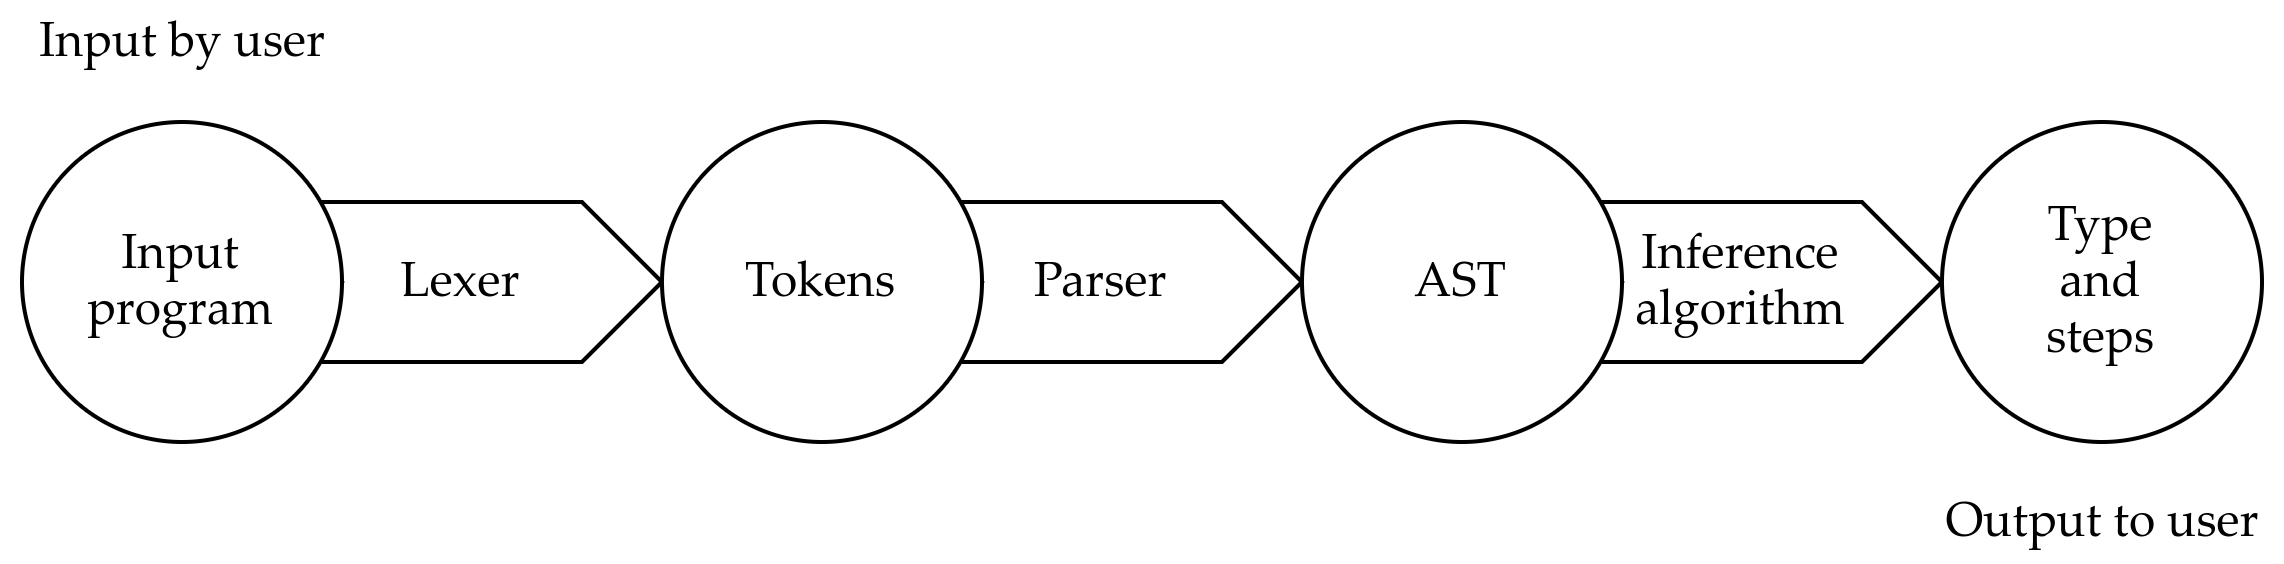 Input by user
Input
program
Lexer
Tokens
Parser
AST
Inference
algorithm
Type
and
steps
Output to user